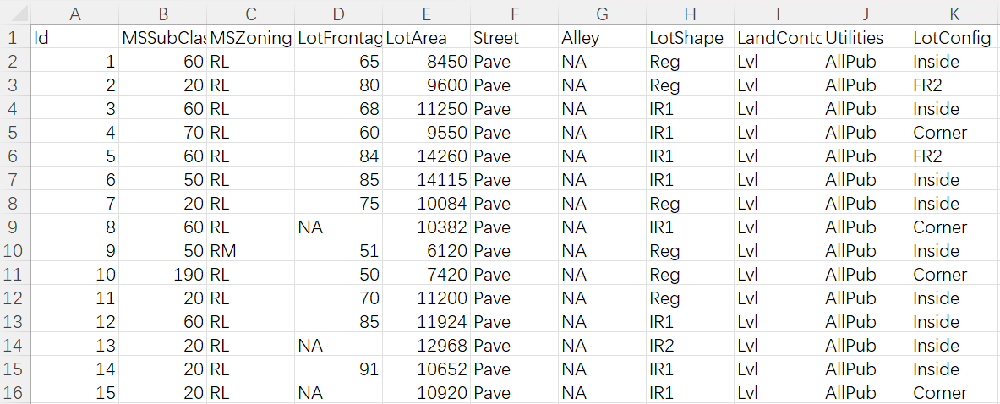 A B C D E F G H I J K
1 Id MSSubClas MSZoning LotFrontag LotArea Street Alley LotShape LandConto Utilities LotConfig
2 1 60 RL 65 8450 Pave NA Reg Lvl AllPub Inside
3 2 20 RL 80 9600 Pave NA Reg Lvl AllPub FR2
4 3 60 RL 68 11250 Pave NA IR1 Lvl AllPub Inside
5 4 70 RL 60 9550 Pave NA IR1 Lvl AllPub Corner
6 5 60 RL 84 14260 Pave NA IR1 Lvl AllPub FR2
7 6 50 RL 85 14115 Pave NA IR1 Lvl AllPub Inside
8 7 20 RL 75 10084 Pave NA Reg Lvl AllPub Inside
9 8 60 RL NA 10382 Pave NA IR1 Lvl AllPub Corner
10 9 50 RM 51 6120 Pave NA Reg Lvl AllPub Inside
11 10 190 RL 50 7420 Pave NA Reg Lvl AllPub Corner
12 11 20 RL 70 11200 Pave NA Reg Lvl AllPub Inside
13 12 60 RL 85 11924 Pave NA IR1 Lvl AllPub Inside
14 13 20 RL NA 12968 Pave NA IR2 Lvl AllPub Inside
15 14 20 RL 91 10652 Pave NA IR1 Lvl AllPub Inside
16 15 20 RL NA 10920 Pave NA IR1 Lvl AllPub Corner